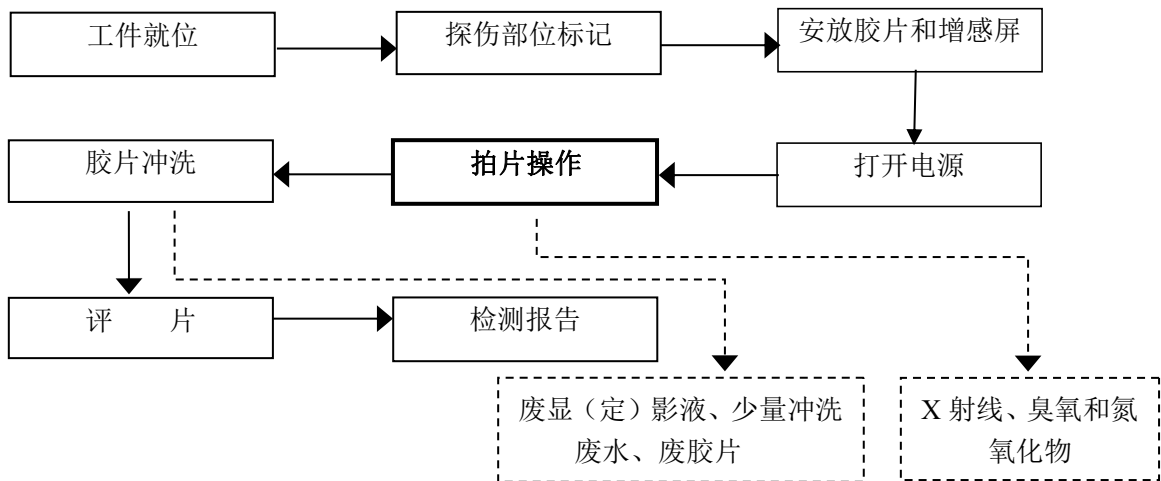 工件就位
探伤部位标记
安放胶片和增感屏
胶片冲洗
拍片操作
打开电源
评 片
检测报告
废显（定）影液、少量冲洗
废水、废胶片
X 射线、臭氧和氮
氧化物